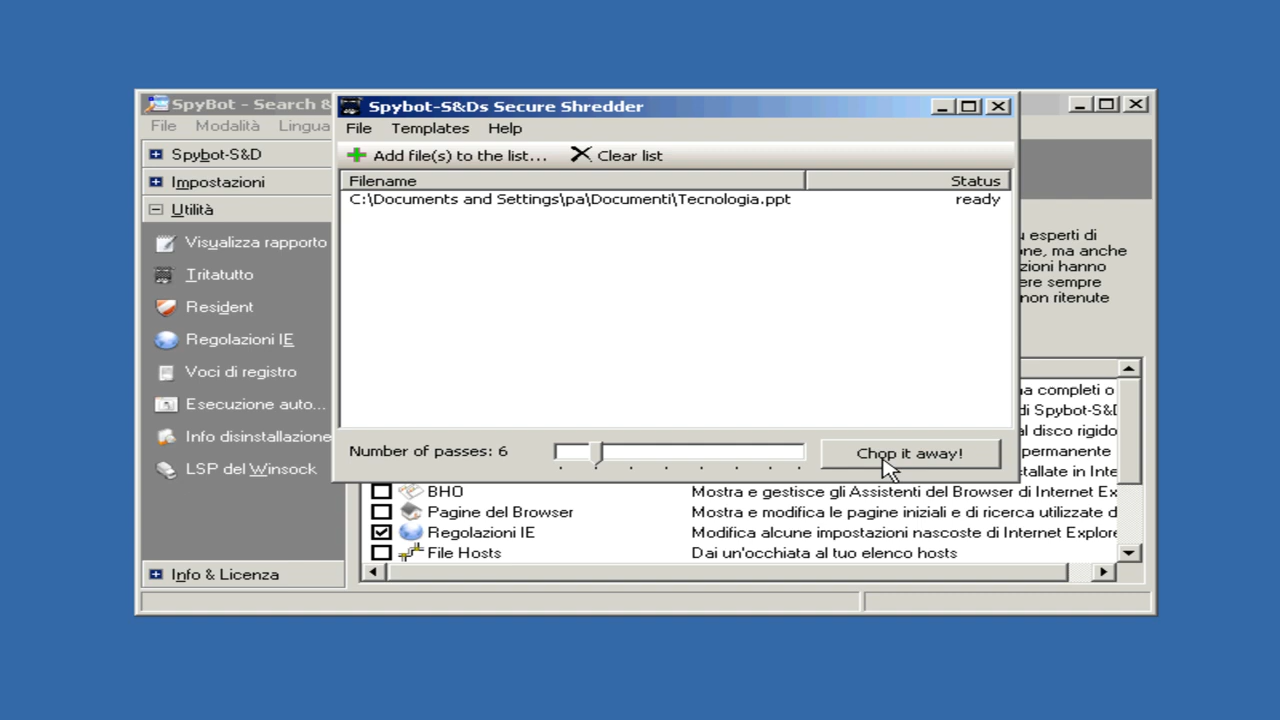 SpyBot - Search &
File Modalità Lingua
Spybot-S&D
Impostazioni
Utilità
Visualizza rapporto
Tritatutto
Resident
Regolazioni IE
Voci di registro
Esecuzione auto...
Info disinstallazione
LSP del Winsock
Info & Licenza
Spybot-S&Ds Secure Shredder
File Templates Help
Add file(s) to the list... Clear list
Filename Status
C:\Documents and Settings\pa\Documenti\Tecnologia.ppt ready
Number of passes: 6 Chop it away!
esperti di
ne, ma anche
zioni hanno
ere sempre
non ritenute
completi o
di Spybot-S&
al disco rigido
permanente
tallate in Inte
BHO Mostra e gestisce gli Assistenti del Browser di Internet Ex
Pagine del Browser Mostra e modifica le pagine iniziali e di ricerca utilizzate d
Regolazioni IE Modifica alcune impostazioni nascoste di Internet Explore
File Hosts Dai un'occhiata al tuo elenco hosts